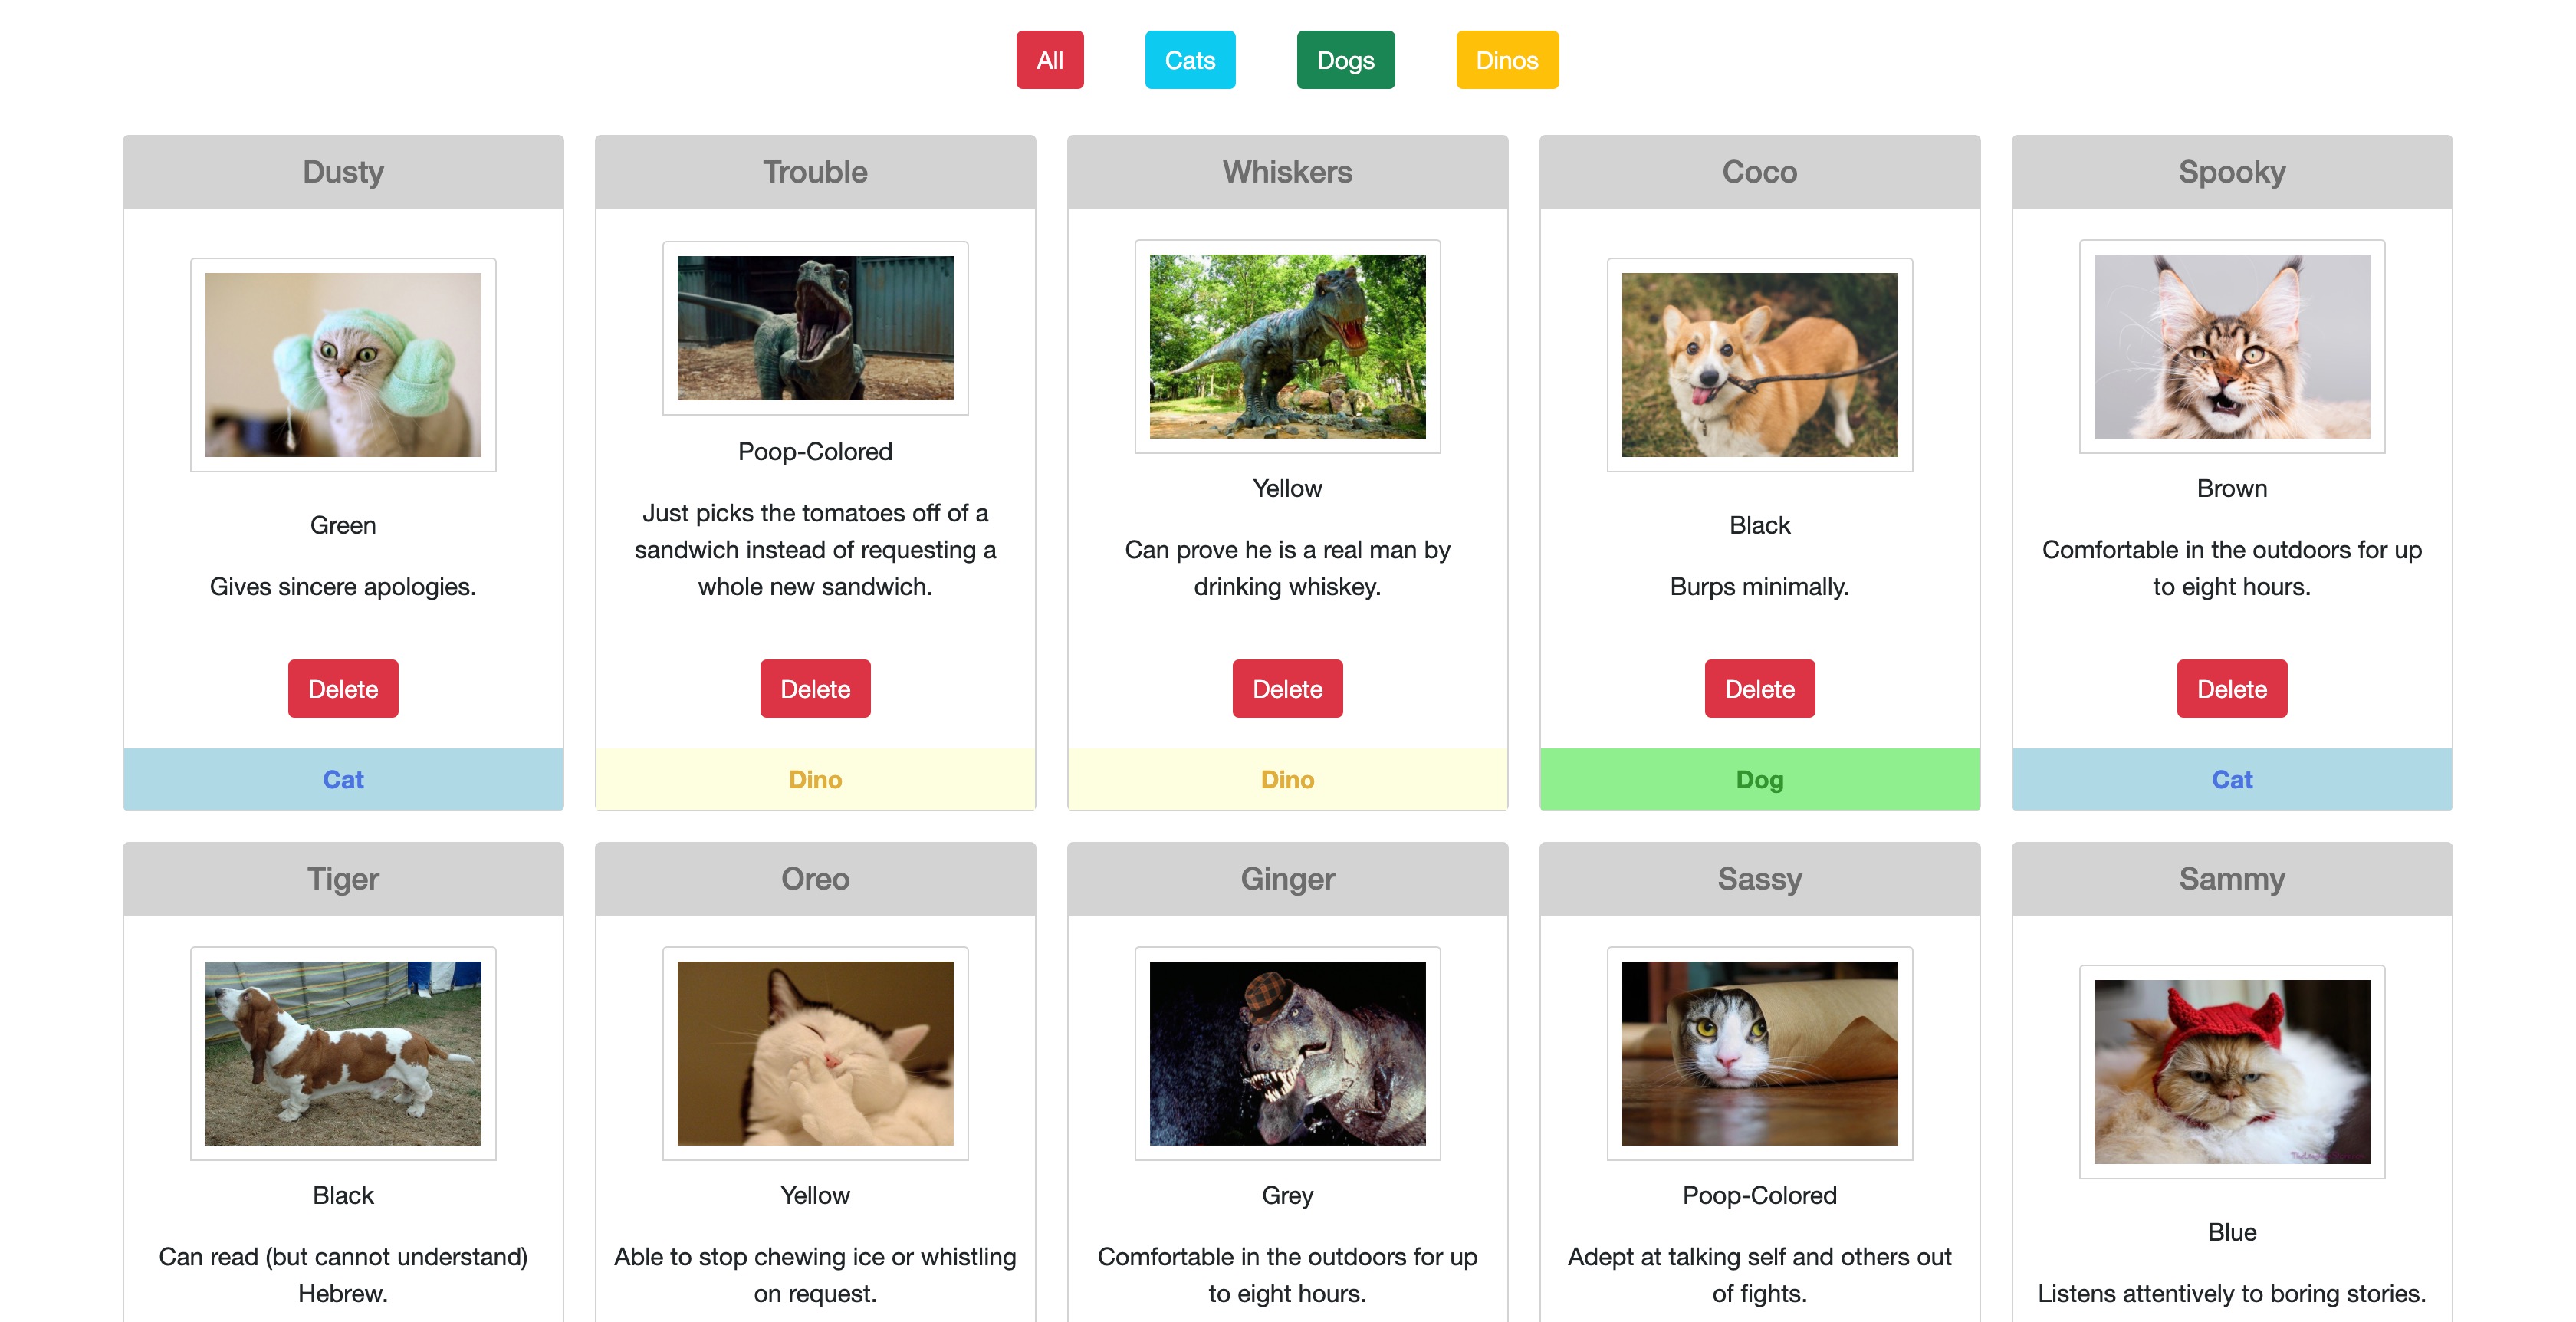 All
Cats
Dogs
Dinos
Dusty
Green
Gives sincere apologies.
Delete
Cat
Trouble
Poop-Colored
Just picks the tomatoes off of a
sandwich instead of requesting a
whole new sandwich.
Delete
Dino
Whiskers
Yellow
Can prove he is a real man by
drinking whiskey.
Delete
Dino
Coco
Black
Burps minimally.
Delete
Dog
Spooky
Brown
Comfortable in the outdoors for up
to eight hours.
Delete
Cat
Tiger
Black
Can read (but cannot understand)
Hebrew.
Oreo
Yellow
Able to stop chewing ice or whistling
on request.
Ginger
Grey
Comfortable in the outdoors for up
to eight hours.
Sassy
Poop-Colored
Adept at talking self and others out
of fights.
Sammy
Blue
Listens attentively to boring stories.